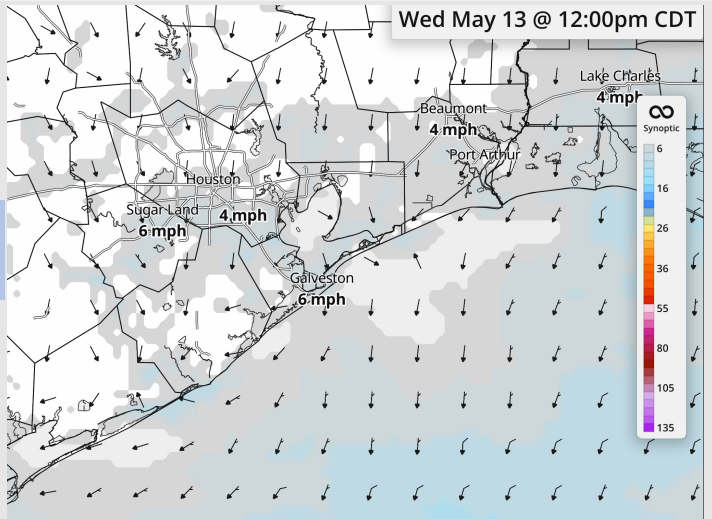 Wed May 13 @ 12:00pm CDT
Lake Charles
4 mph
Synoptic
Beaumont
4 mph
Port Arthur
Houston
4 mph
Sugar Land
6 mph
Galveston
6 mph
6
16
26
36
55
80
105
135